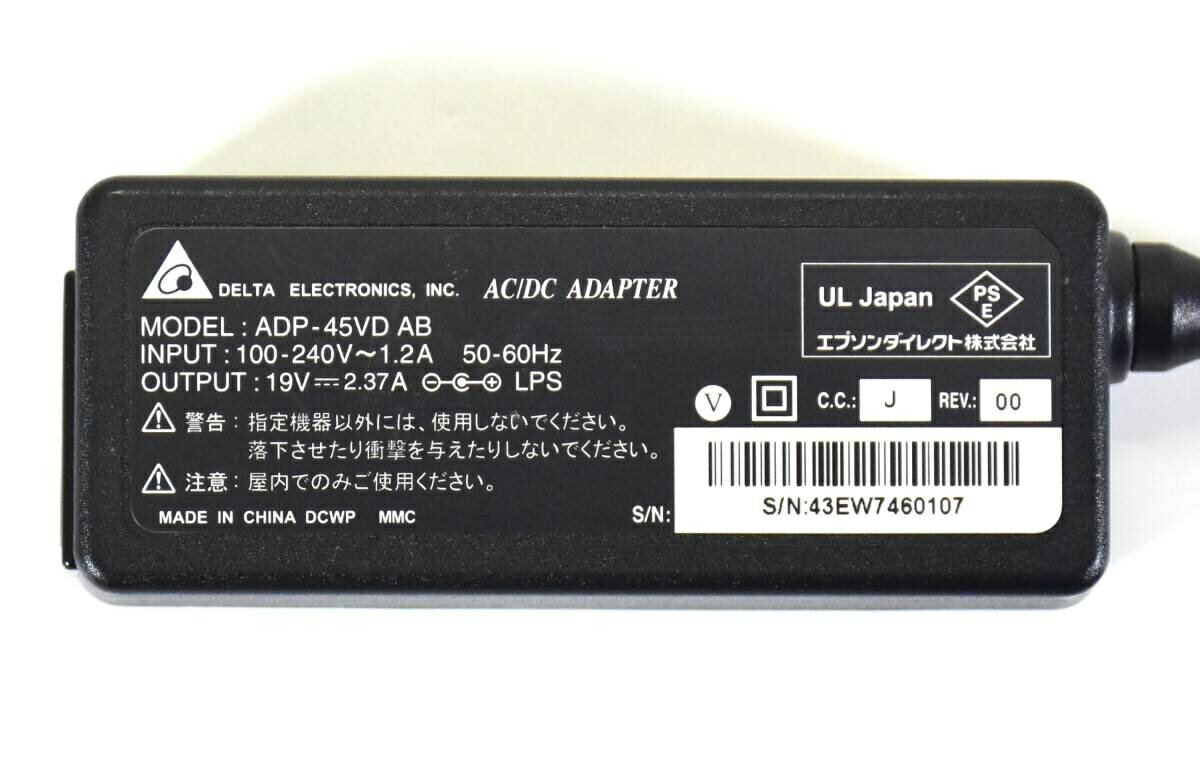 DELTA ELECTRONICS, INC. AC/DC ADAPTER
MODEL : ADP-45VD AB
INPUT : 100-240V～1.2A 50-60Hz
OUTPUT : 19V⎓2.37A LPS
警告 : 指定機器以外には、使用しないでください。
落下させたり衝撃を与えたりしないでください。
注意 : 屋内でのみご使用ください。
MADE IN CHINA DCWP MMC
UL Japan PSE
エプソンダイレクト株式会社
V C.C.: J REV.: 00
S/N: S/N:43EW7460107